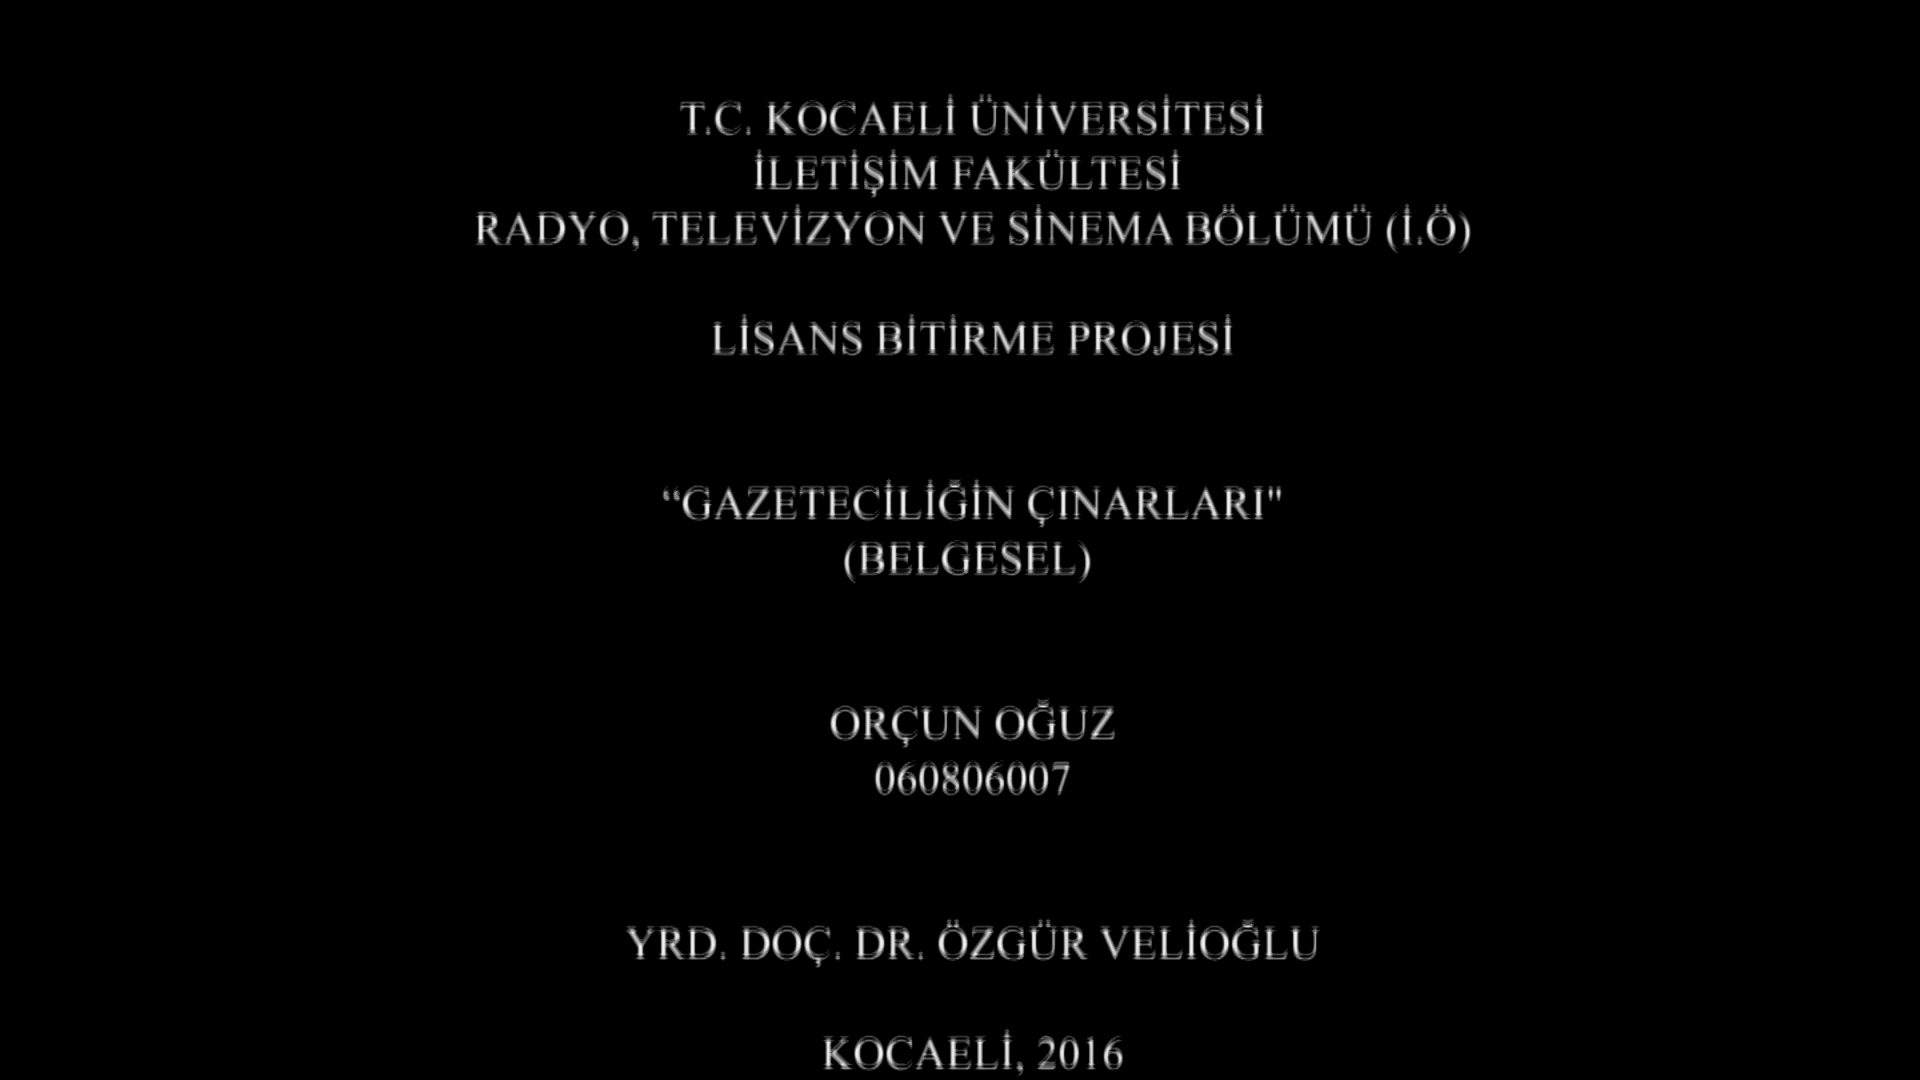 T.C. KOCAELİ ÜNİVERSİTESİ
İLETİŞİM FAKÜLTESİ
RADYO, TELEVİZYON VE SİNEMA BÖLÜMÜ (İ.Ö)
LİSANS BİTİRME PROJESİ
“GAZETECİLİĞİN ÇINARLARI"
(BELGESEL)
ORÇUN OĞUZ
060806007
YRD. DOÇ. DR. ÖZGÜR VELİOĞLU
KOCAELİ, 2016